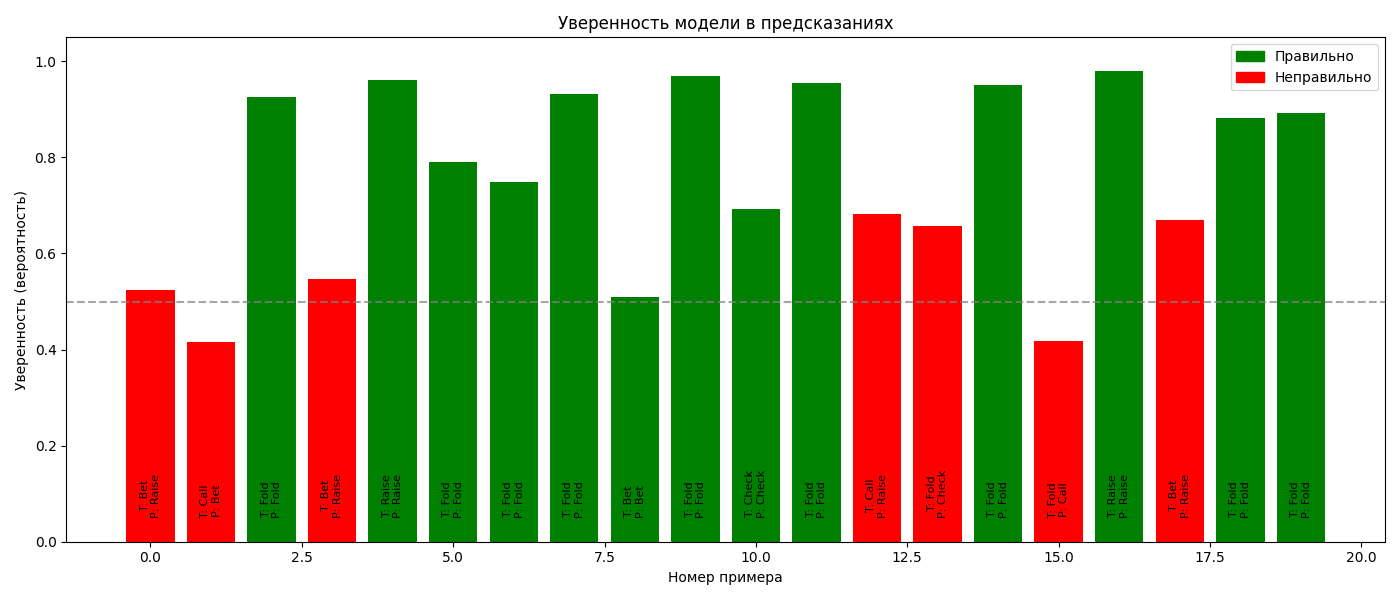 Уверенность модели в предсказаниях
Правильно
Неправильно
Уверенность (вероятность)
1.0
0.8
0.6
0.4
0.2
0.0
T: Bet
P: Raise
T: Call
P: Bet
T: Fold
P: Fold
T: Bet
P: Raise
T: Raise
P: Raise
T: Fold
P: Fold
T: Fold
P: Fold
T: Fold
P: Fold
T: Bet
P: Bet
T: Fold
P: Fold
T: Check
P: Check
T: Fold
P: Fold
T: Call
P: Raise
T: Fold
P: Check
T: Fold
P: Fold
T: Fold
P: Call
T: Raise
P: Raise
T: Bet
P: Raise
T: Fold
P: Fold
T: Fold
P: Fold
0.0 2.5 5.0 7.5 10.0 12.5 15.0 17.5 20.0
Номер примера